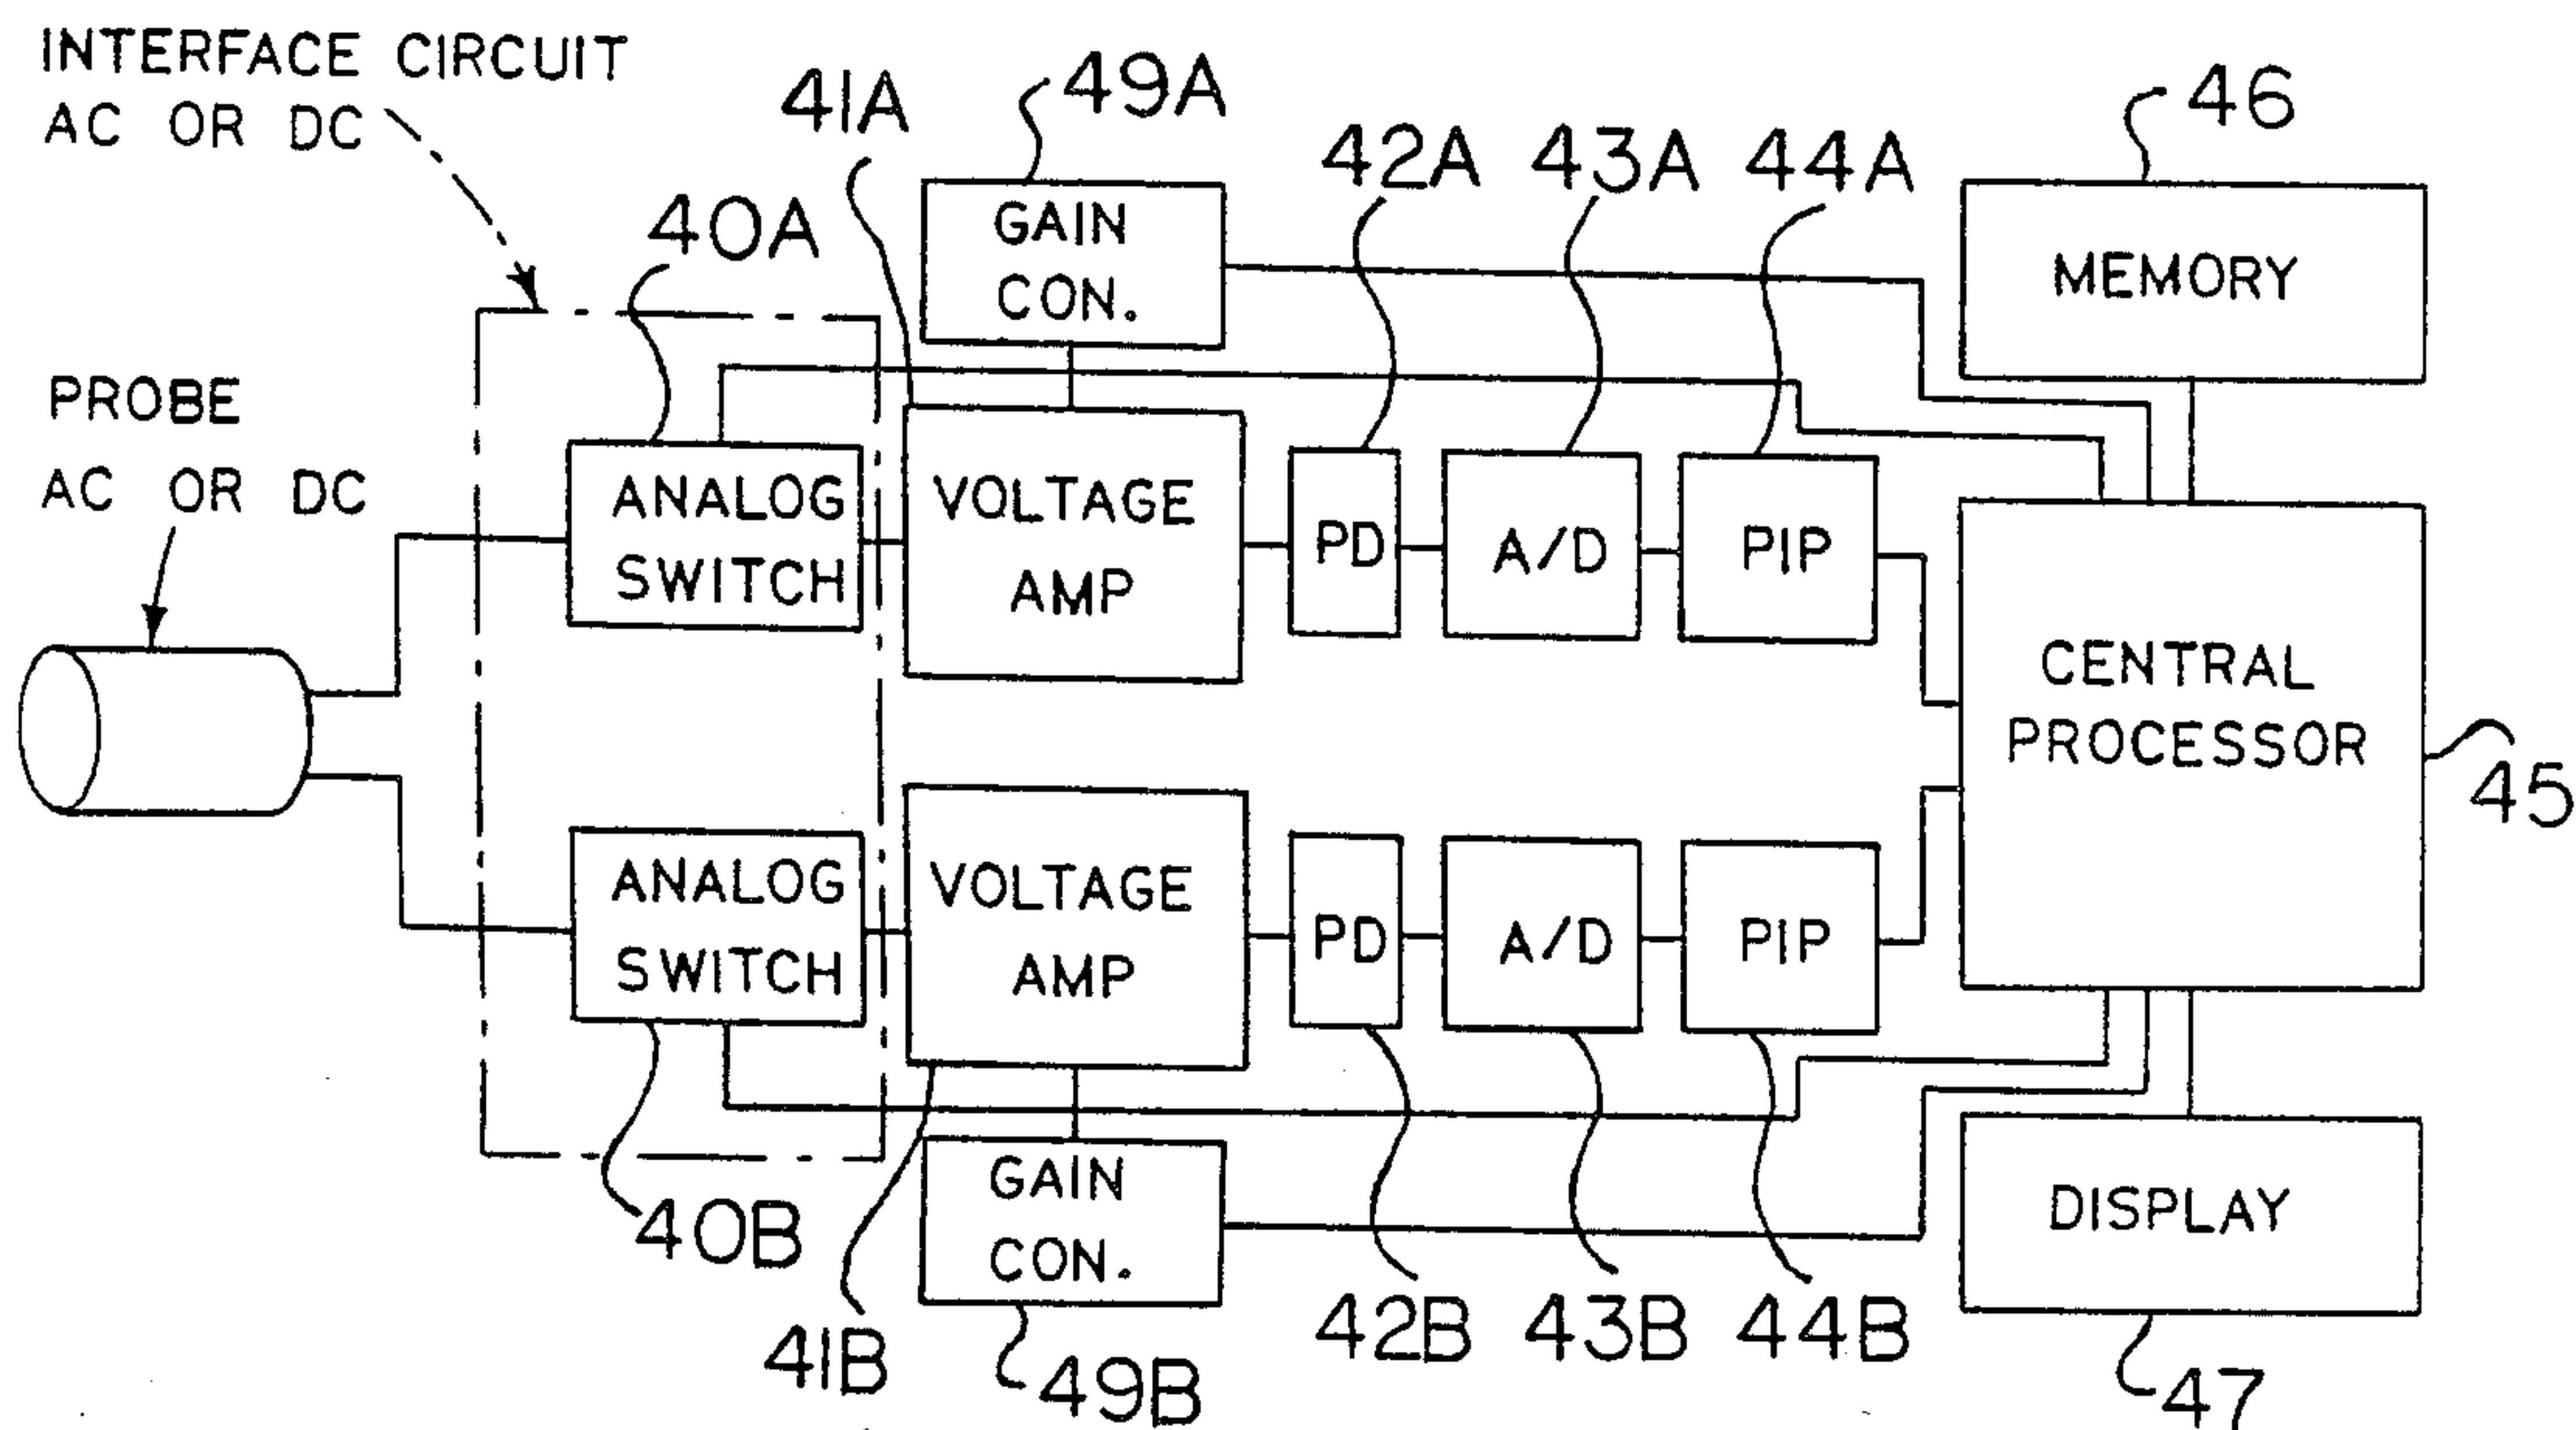 INTERFACE CIRCUIT
AC OR DC
41A
49A
46
42A
43A
44A
40A
GAIN
CON.
MEMORY
PROBE
AC OR DC
ANALOG
SWITCH
VOLTAGE
AMP
PD
A/D
PIP
CENTRAL
PROCESSOR
45
ANALOG
SWITCH
VOLTAGE
AMP
PD
A/D
PIP
GAIN
CON.
DISPLAY
40B
41B
49B
42B
43B
44B
47